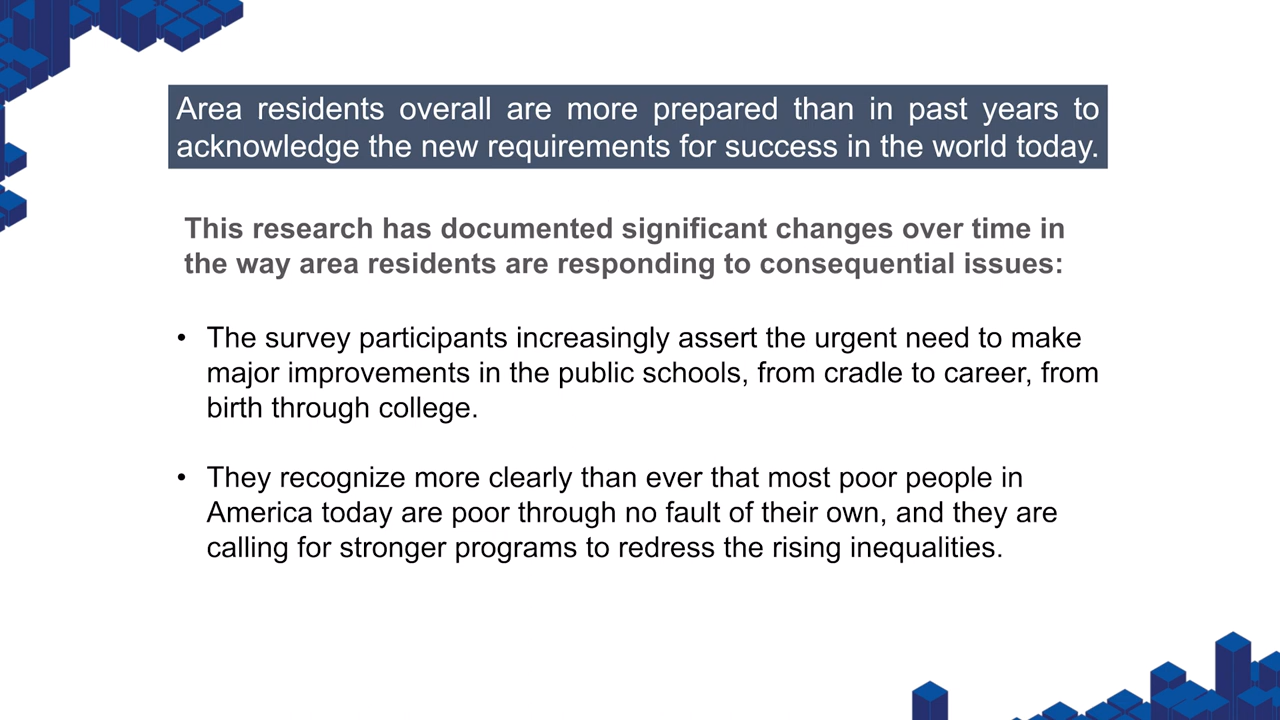 Area residents overall are more prepared than in past years to
acknowledge the new requirements for success in the world today.
This research has documented significant changes over time in
the way area residents are responding to consequential issues:
• The survey participants increasingly assert the urgent need to make
major improvements in the public schools, from cradle to career, from
birth through college.
• They recognize more clearly than ever that most poor people in
America today are poor through no fault of their own, and they are
calling for stronger programs to redress the rising inequalities.